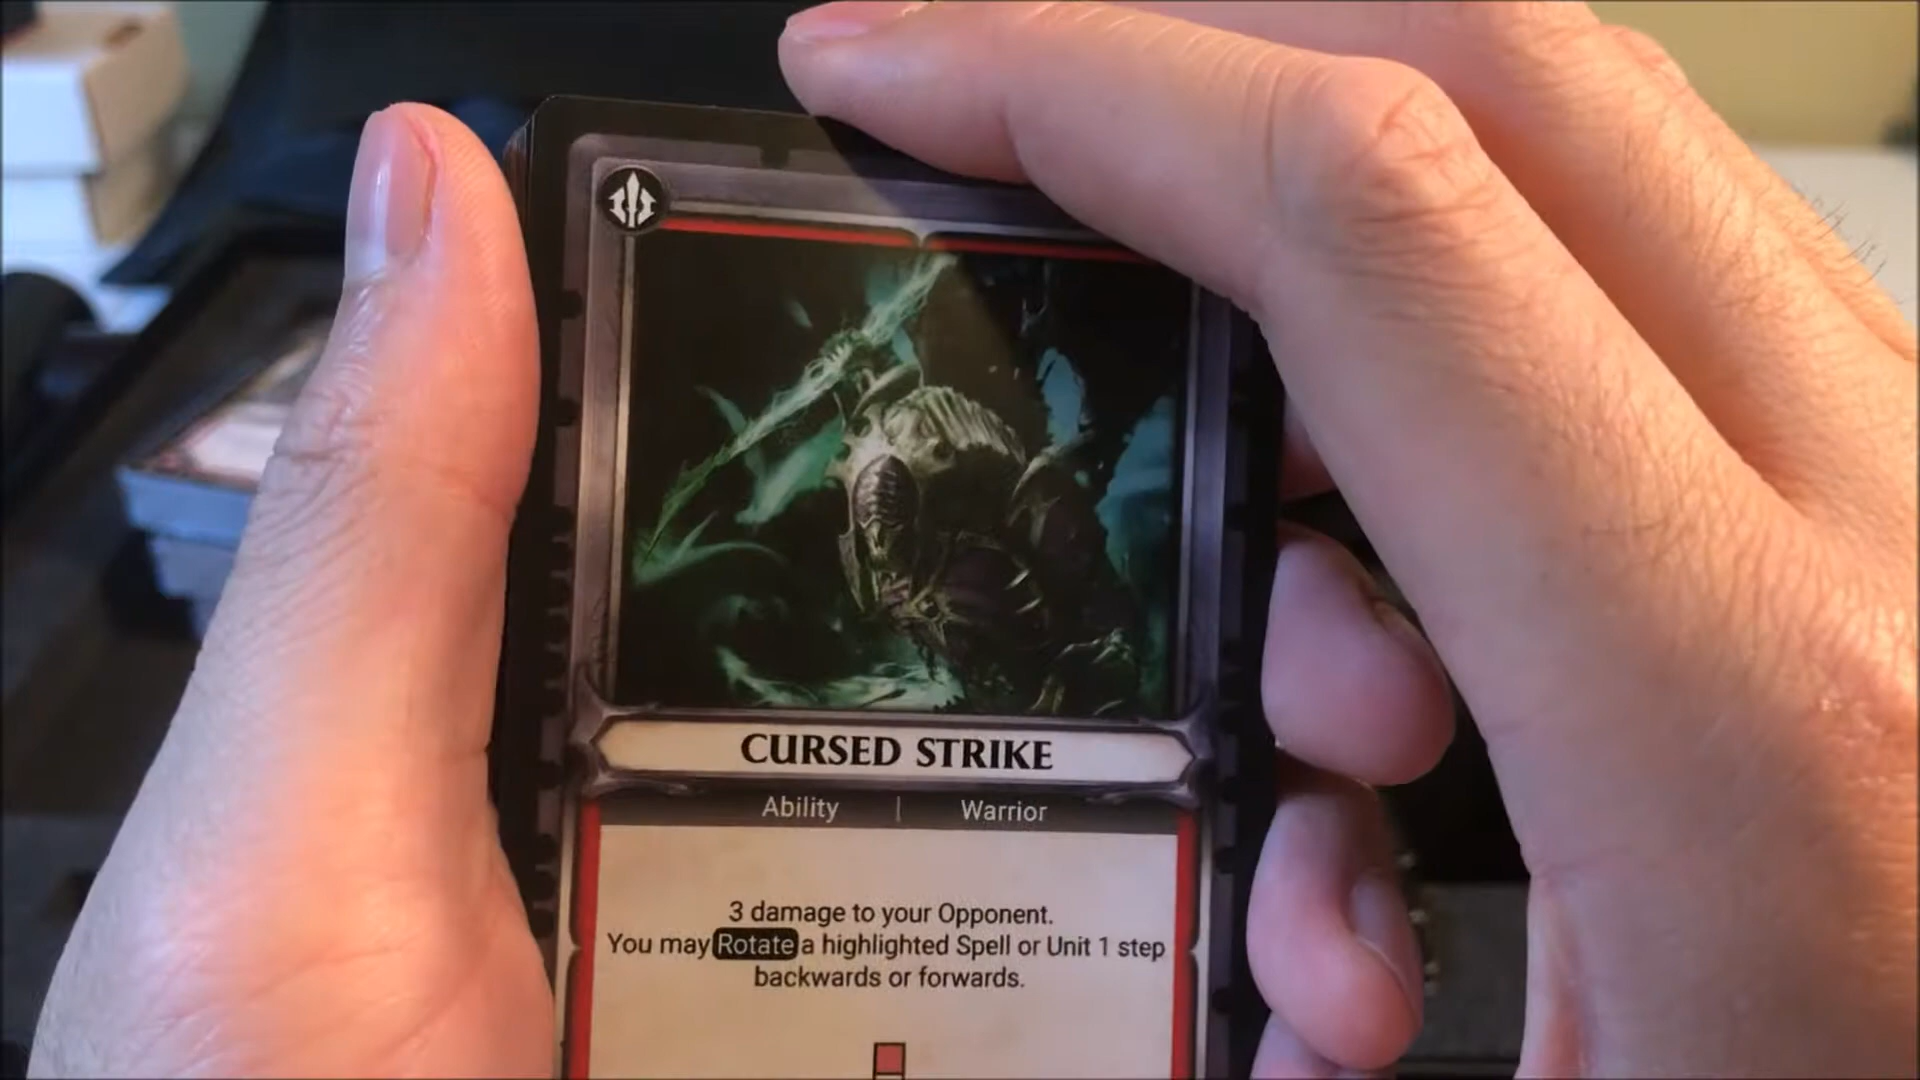 CURSED STRIKE
Ability | Warrior
3 damage to your Opponent.
You may Rotate a highlighted Spell or Unit 1 step
backwards or forwards.